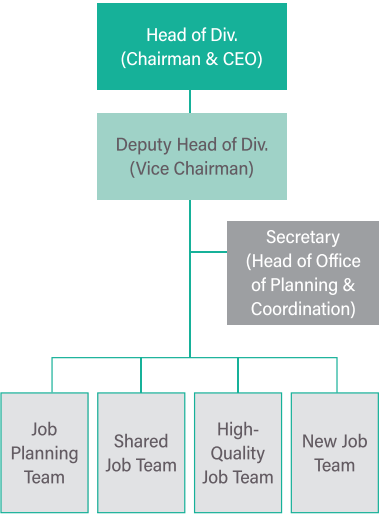 Head of Div.
(Chairman & CEO)
Deputy Head of Div.
(Vice Chairman)
Secretary
(Head of Office
of Planning &
Coordination)
Job
Planning
Team
Shared
Job Team
High-
Quality
Job Team
New Job
Team